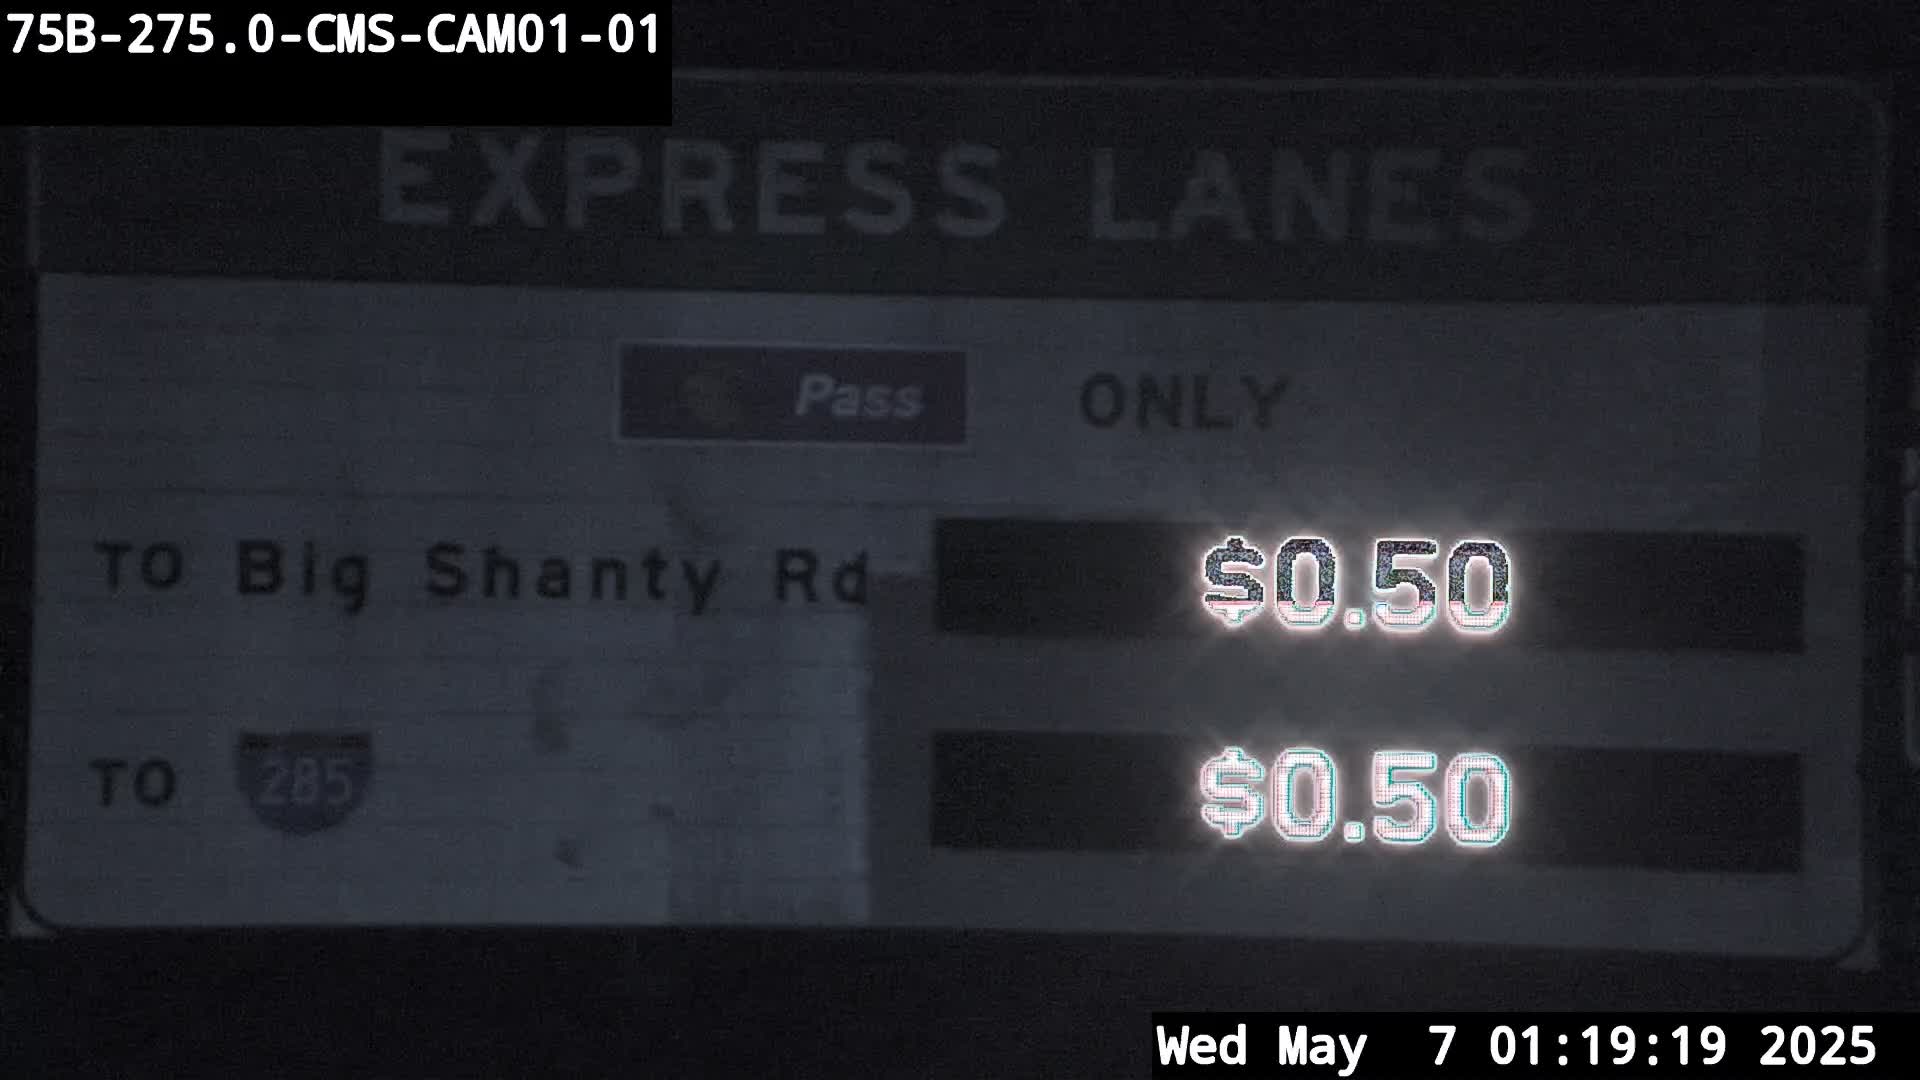 75B-275.0-CMS-CAM01-01
EXPRESS LANES
Pass ONLY
TO Big Shanty Rd $0.50
TO 285 $0.50
Wed May 7 01:19:19 2025